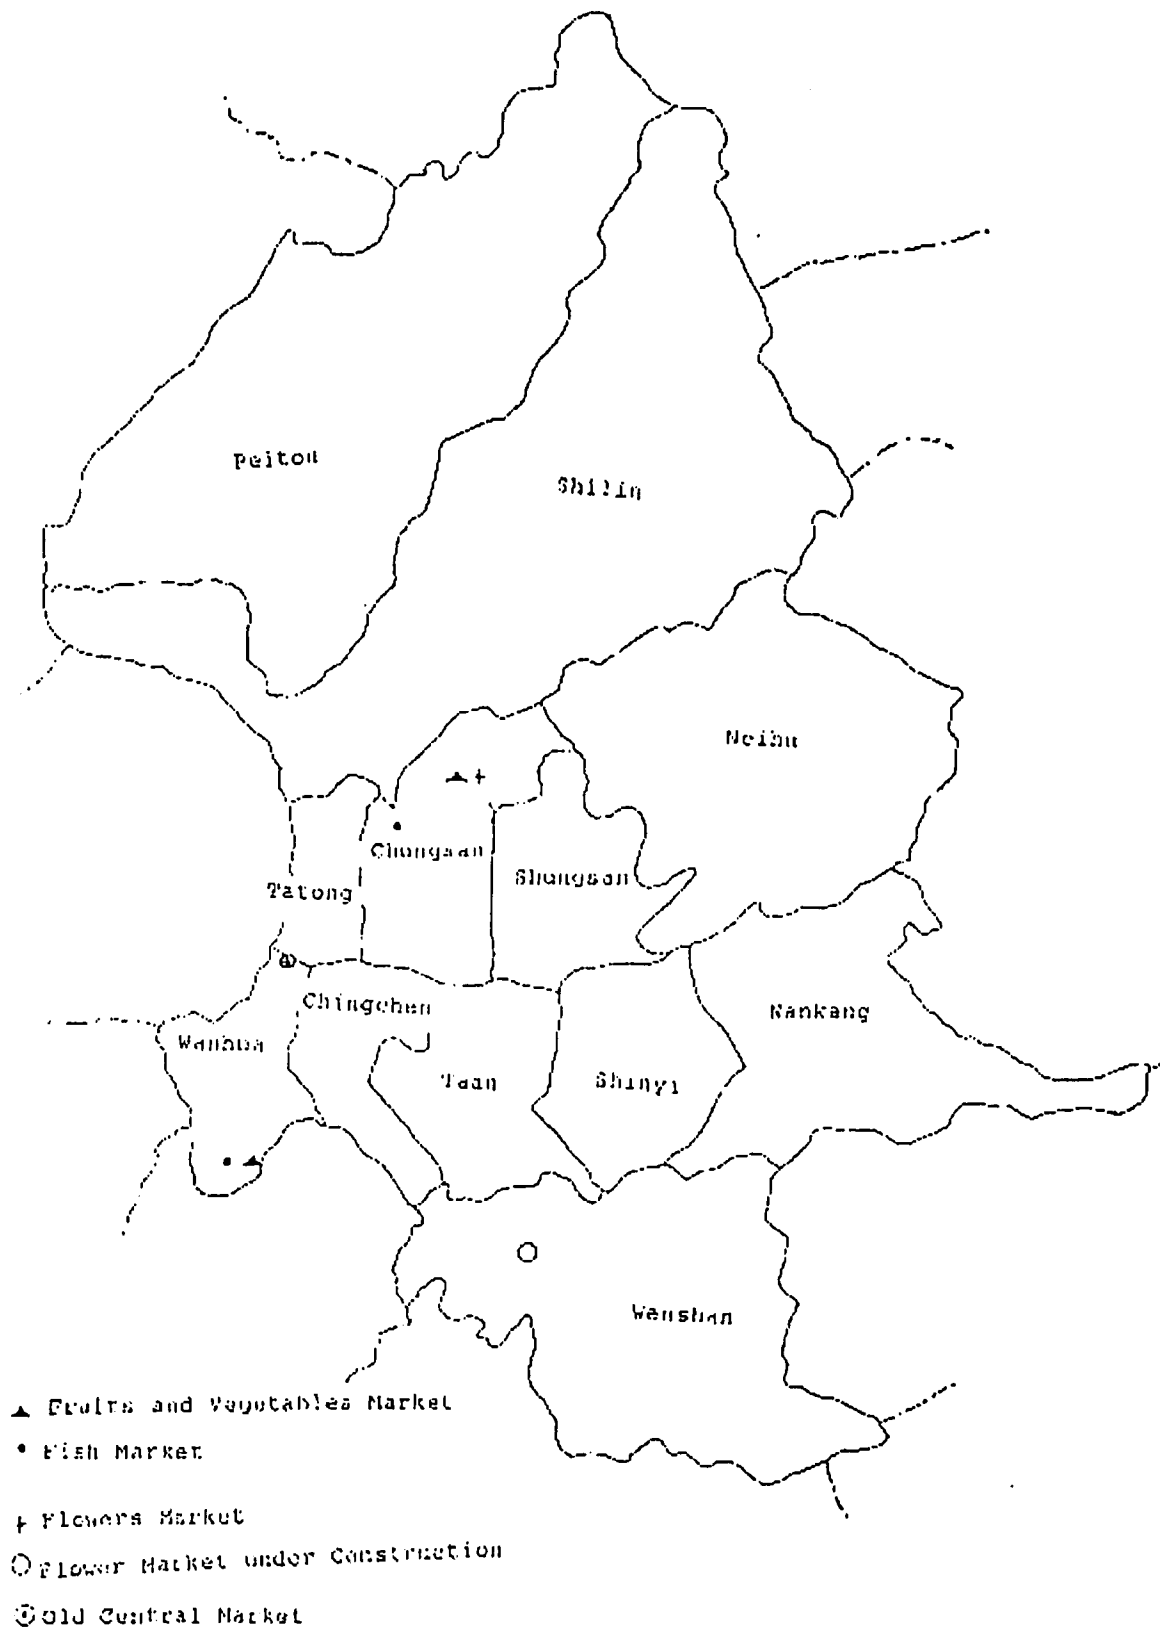 Peitou
Shilin
Neihu
Chungsan
Shungsan
Tatong
Chingchen
Nankang
Wanhua
Taan
Shinyi
Wenshan
Fruits and Vegetables Market
Fish Market
Flowers Market
Flower Market under Construction
Old Central Market